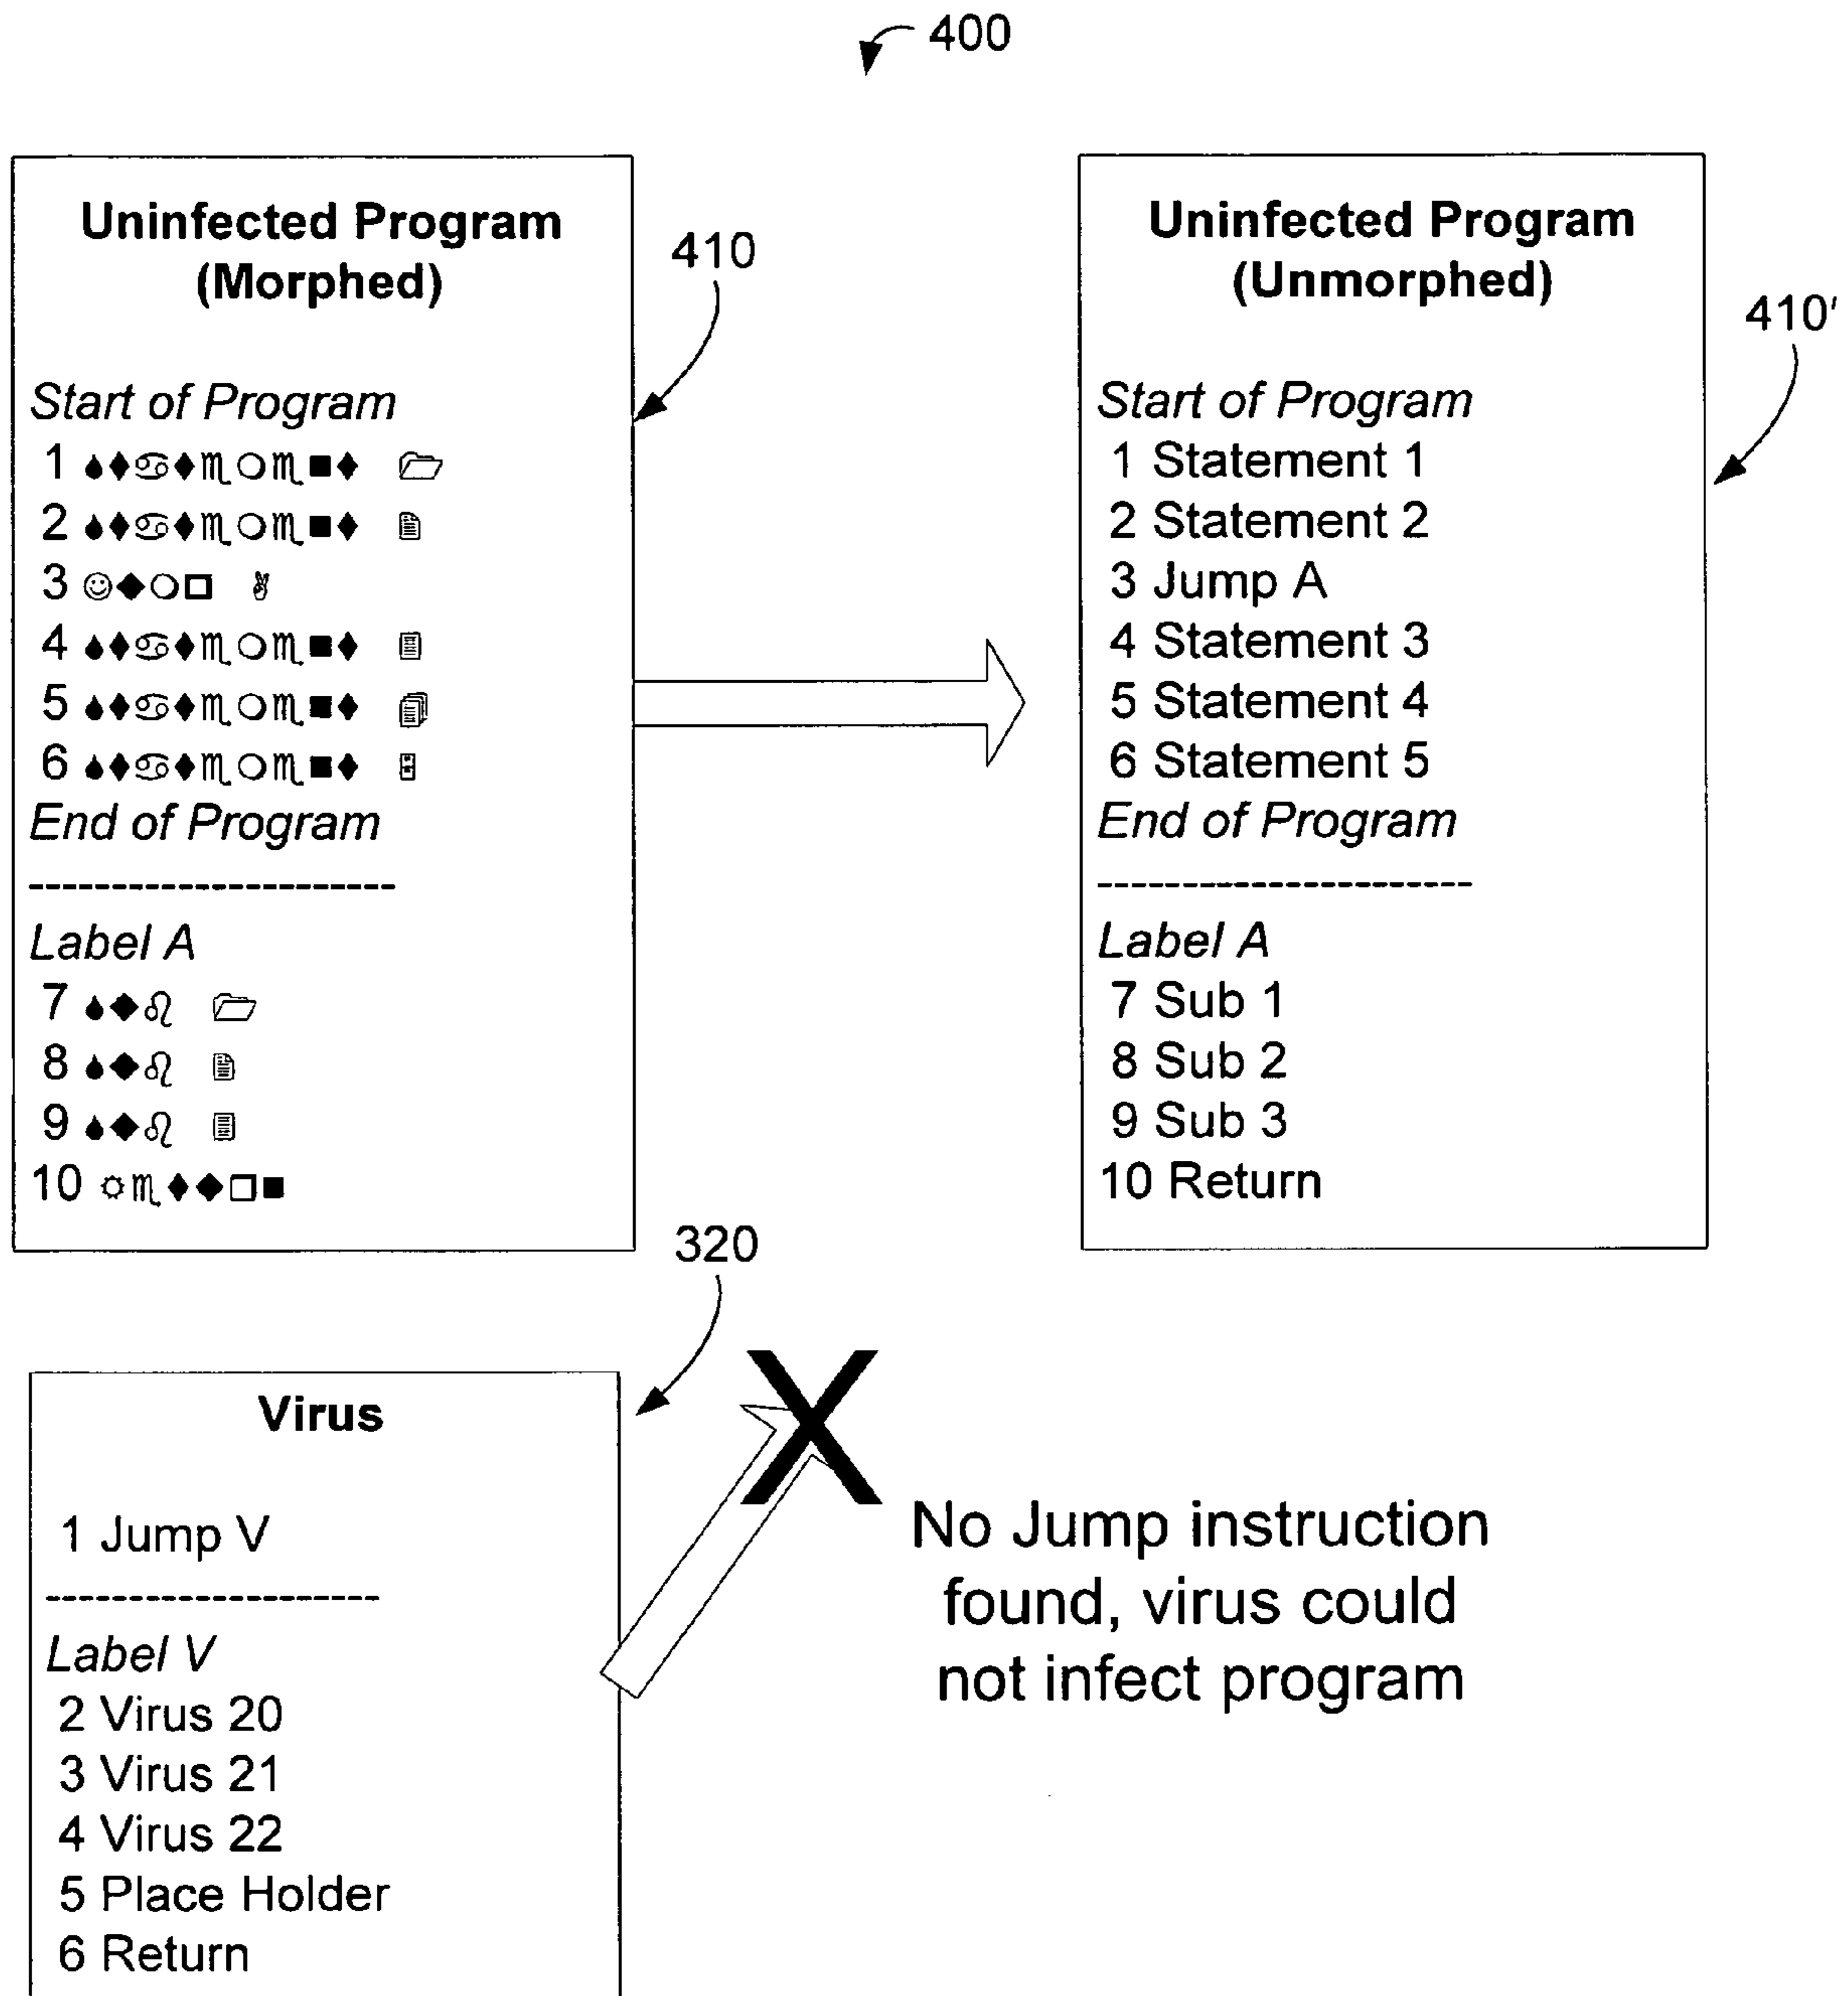 400
Uninfected Program
(Morphed)
410
Start of Program
1 💧⧫♋⧫♏❍♏■⧫ 📂
2 💧⧫♋⧫♏❍♏■⧫ 📄
3 ☺◆❍◻ ✌
4 💧⧫♋⧫♏❍♏■⧫ 🗏
5 💧⧫♋⧫♏❍♏■⧫ 🗐
6 💧⧫♋⧫♏❍♏■⧫ 🗄
End of Program
----------------------
Label A
7 💧◆♌ 📂
8 💧◆♌ 📄
9 💧◆♌ 🗏
10 ☼♏⧫◆❑■
Uninfected Program
(Unmorphed)
410'
Start of Program
1 Statement 1
2 Statement 2
3 Jump A
4 Statement 3
5 Statement 4
6 Statement 5
End of Program
----------------------
Label A
7 Sub 1
8 Sub 2
9 Sub 3
10 Return
320
Virus
1 Jump V
--------------------
Label V
2 Virus 20
3 Virus 21
4 Virus 22
5 Place Holder
6 Return
X
No Jump instruction
found, virus could
not infect program